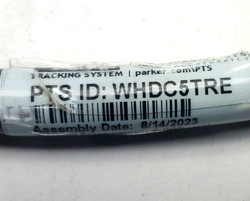 TRACKING SYSTEM | parker.com\PTS
PTS ID: WHDC5TRE
Assembly Date: 9/14/2023